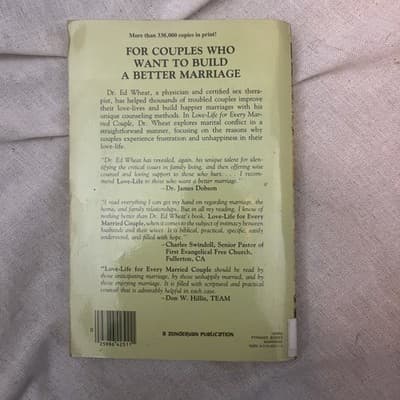 More than 336,000 copies in print!
FOR COUPLES WHO
WANT TO BUILD
A BETTER MARRIAGE
Dr. Ed Wheat, a physician and certified sex thera-
pist, has helped thousands of troubled couples improve
their love-lives and build happier marriages with his
unique counseling methods. In Love-Life for Every Mar-
ried Couple, Dr. Wheat explores marital conflict in a
straightforward manner, focusing on the reasons why
couples experience frustration and unhappiness in their
love-life.
"Dr. Ed Wheat has revealed, again, his unique talent for iden-
tifying the critical issues in family living, and then offering wise
counsel and loving support to those who hurt. . . . I recom-
mend Love-Life to those who want a better marriage."
—Dr. James Dobson
"I read everything I can get my hand on regarding marriage, the
home, and family relationships. But in all my reading, I know of
nothing better than Dr. Ed Wheat's book, Love-Life for Every
Married Couple, when it comes to the subject of intimacy between
husbands and their wives. It is biblical, practical, specific, easily
understood, and filled with hope."
—Charles Swindoll, Senior Pastor of
First Evangelical Free Church,
Fullerton, CA
"Love-Life for Every Married Couple should be read by
those anticipating marriage, by those unhappily married, and by
those enjoying marriage. It is filled with scriptural and practical
counsel that is admirably helpful in each case."
—Don W. Hillis, TEAM
A ZONDERVAN PUBLICATION